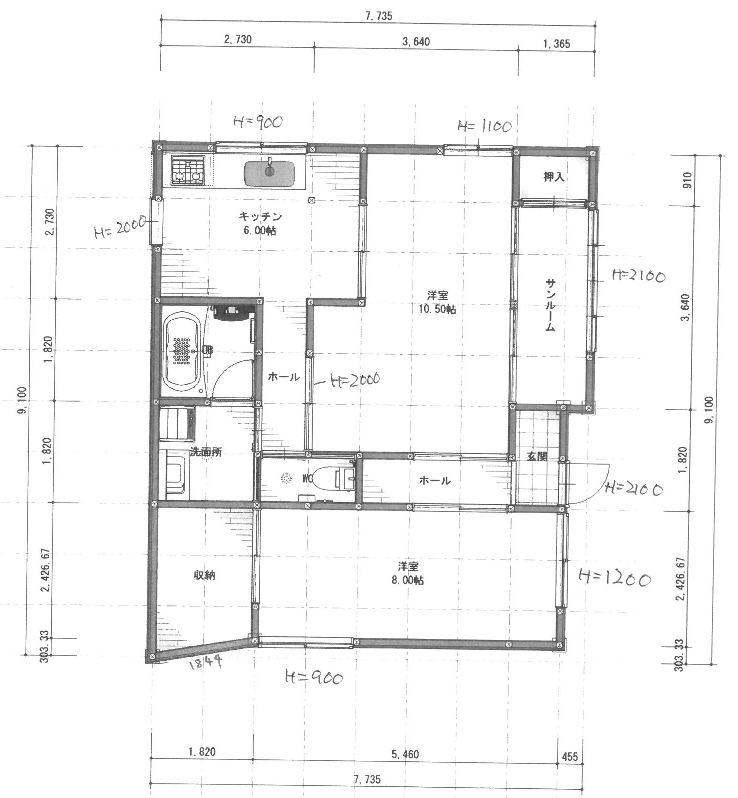 7,735
2,730
3,640
1,365
H=900
H=1100
押入
910
2,730
キッチン
6.00帖
H=2000
洋室
10.50帖
サンルーム
H=2100
3,640
1,820
UB
ホール
H=2000
9,100
9,100
1,820
洗面所
WC
ホール
玄関
1,820
H=2100
収納
洋室
8.00帖
H=1200
2,426.67
2,426.67
303.33
303.33
1844
H=900
1,820
5,460
455
7,735